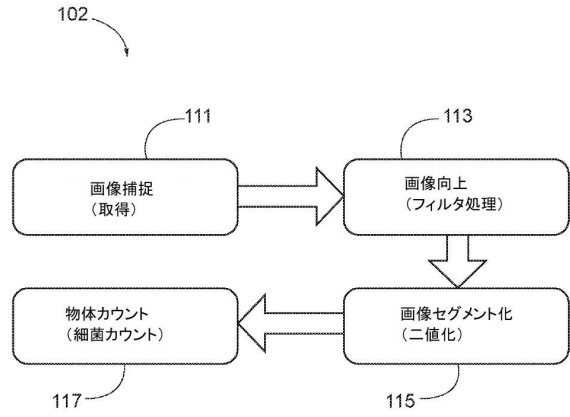 102
111
113
画像捕捉
(取得)
画像向上
(フィルタ処理)
物体カウント
(細菌カウント)
画像セグメント化
(二値化)
117
115